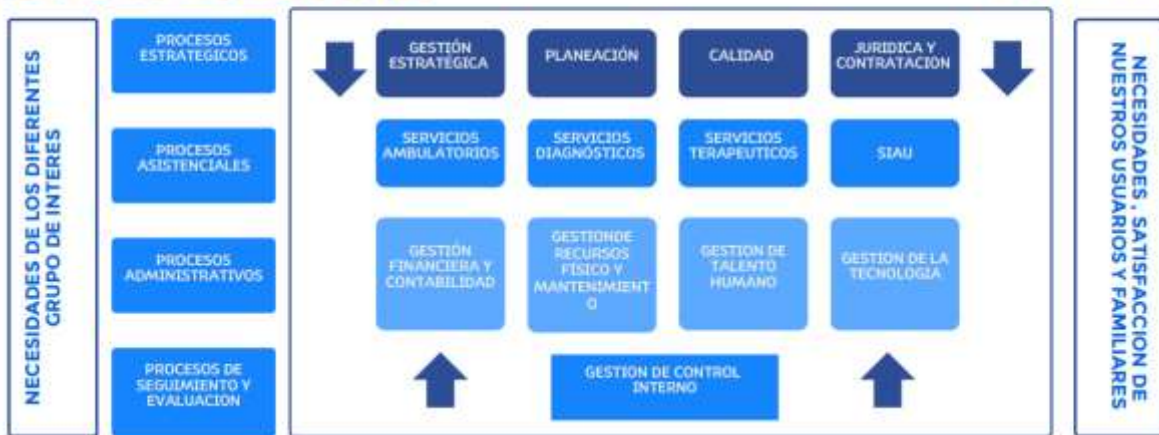 NECESIDADES DE LOS DIFERENTES
GRUPO DE INTERES
PROCESOS
ESTRATEGICOS
PROCESOS
ASISTENCIALES
PROCESOS
ADMINISTRATIVOS
PROCESOS DE
SEGUIMIENTO Y
EVALUACION
GESTIÓN
ESTRATÉGICA
PLANEACIÓN
CALIDAD
JURIDICA Y
CONTRATACION
SERVICIOS
AMBULATORIOS
SERVICIOS
DIAGNÓSTICOS
SERVICIOS
TERAPEUTICOS
SIAU
GESTIÓN
FINANCIERA Y
CONTABILIDAD
GESTIONDE
RECURSOS
FÍSICO Y
MANTENIMIENT
O
GESTION DE
TALENTO
HUMANO
GESTION DE LA
TECNOLOGIA
GESTION DE CONTROL
INTERNO
NECESIDADES , SATISFACCION DE
NUESTROS USUARIOS Y FAMILIARES